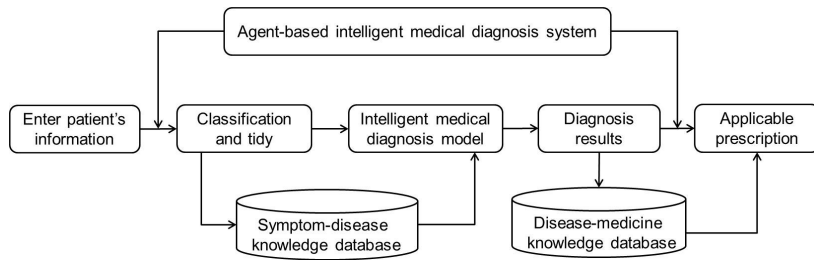 Agent-based intelligent medical diagnosis system
Enter patient's
information
Classification
and tidy
Intelligent medical
diagnosis model
Diagnosis
results
Applicable
prescription
Symptom-disease
knowledge database
Disease-medicine
knowledge database